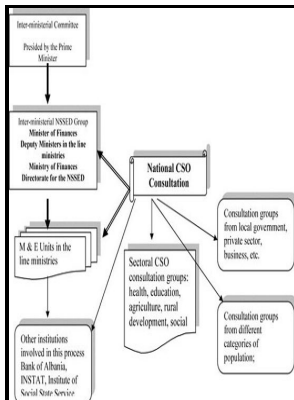 Inter-ministerial Committee
Presided by the Prime
Minister
Inter-ministerial NSSED Group
Minister of Finances
Deputy Ministers in the line
ministries
Ministry of Finances
Directorate for the NSSED
National CSO
Consultation
M & E Units in the
line ministries
Sectoral CSO
consultation groups:
health, education,
agriculture, rural
development, social
Consultation groups
from local government,
private sector,
business, etc.
Consultation groups
from different
categories of
population;
Other institutions
involved in this process
Bank of Albania,
INSTAT, Institute of
Social State Service